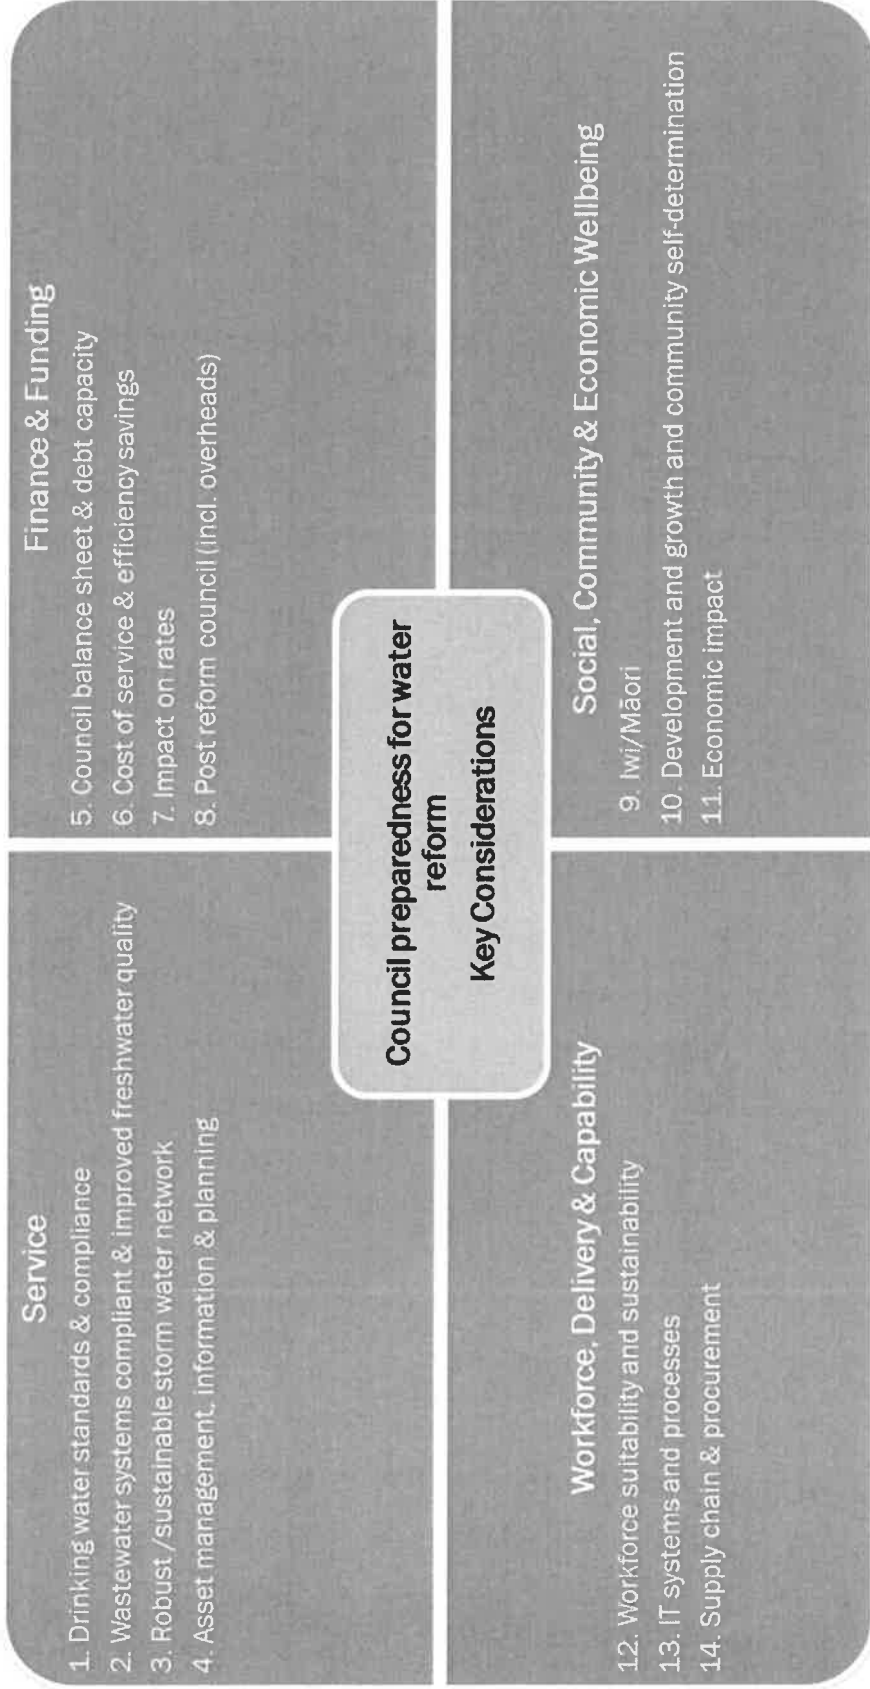 Service
1. Drinking water standards & compliance
2. Wastewater systems compliant & improved freshwater quality
3. Robust /sustainable storm water network
4. Asset management, information & planning
Finance & Funding
5. Council balance sheet & debt capacity
6. Cost of service & efficiency savings
7. Impact on rates
8. Post reform council (incl. overheads)
Council preparedness for water
reform
Key Considerations
Social, Community & Economic Wellbeing
9. Iwi/Māori
10. Development and growth and community self-determination
11. Economic impact
Workforce, Delivery & Capability
12. Workforce suitability and sustainability
13. IT systems and processes
14. Supply chain & procurement